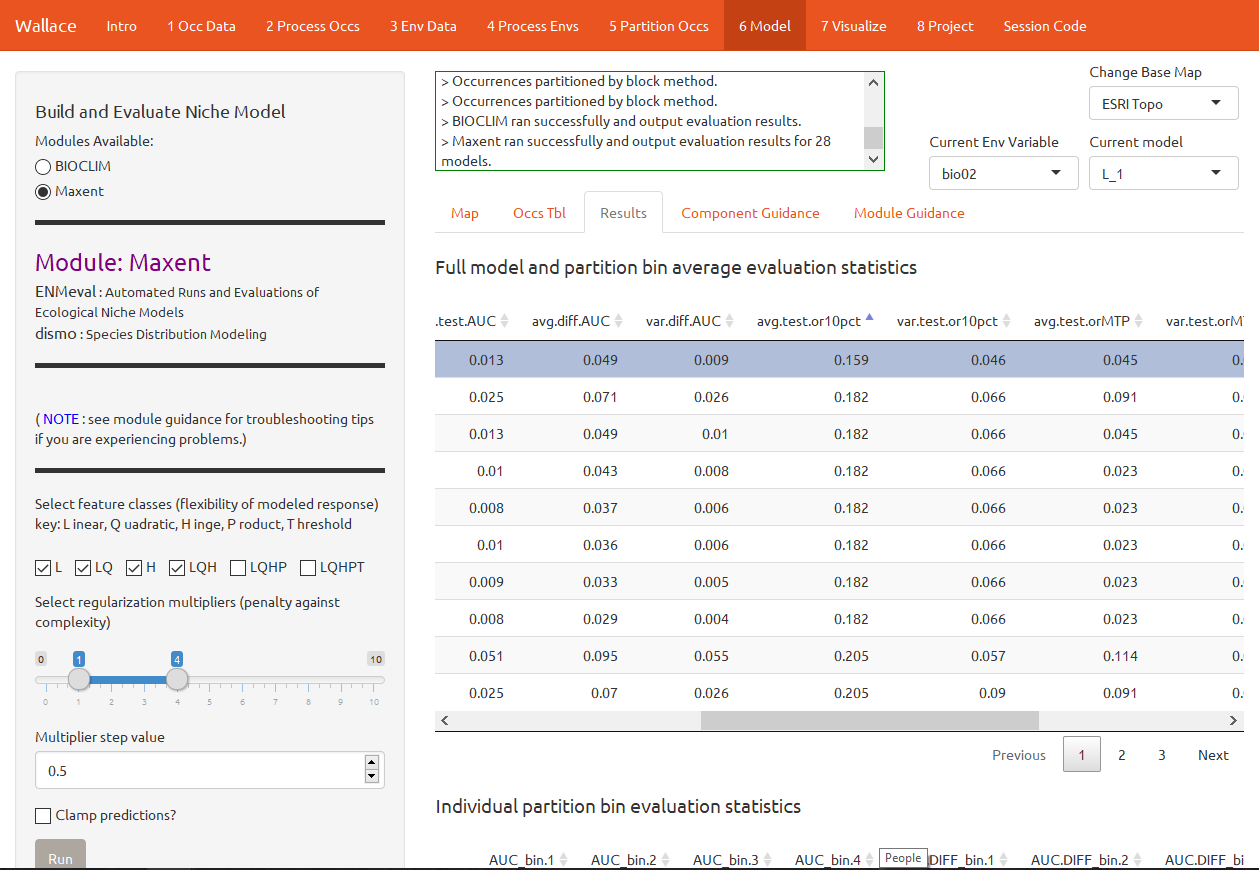 Wallace Intro 1 Occ Data 2 Process Occs 3 Env Data 4 Process Envs 5 Partition Occs 6 Model 7 Visualize 8 Project Session Code
Build and Evaluate Niche Model
Modules Available:
BIOCLIM
Maxent
Module: Maxent
ENMeval : Automated Runs and Evaluations of
Ecological Niche Models
dismo : Species Distribution Modeling
( NOTE : see module guidance for troubleshooting tips
if you are experiencing problems.)
Select feature classes (flexibility of modeled response)
key: L inear, Q uadratic, H inge, P roduct, T hreshold
L LQ H LQH LQHP LQHPT
Select regularization multipliers (penalty against
complexity)
0 1 4 10
0 1 2 3 4 5 6 7 8 9 10
Multiplier step value
0.5
Clamp predictions?
Run
> Occurrences partitioned by block method.
> Occurrences partitioned by block method.
> BIOCLIM ran successfully and output evaluation results.
> Maxent ran successfully and output evaluation results for 28
models.
Change Base Map
ESRI Topo
Current Env Variable Current model
bio02 L_1
Map Occs Tbl Results Component Guidance Module Guidance
Full model and partition bin average evaluation statistics
.test.AUC avg.diff.AUC var.diff.AUC avg.test.or10pct var.test.or10pct avg.test.orMTP var.test.orMT
0.013 0.049 0.009 0.159 0.046 0.045 0.
0.025 0.071 0.026 0.182 0.066 0.091 0.
0.013 0.049 0.01 0.182 0.066 0.045 0.
0.01 0.043 0.008 0.182 0.066 0.023 0.
0.008 0.037 0.006 0.182 0.066 0.023 0.
0.01 0.036 0.006 0.182 0.066 0.023 0.
0.009 0.033 0.005 0.182 0.066 0.023 0.
0.008 0.029 0.004 0.182 0.066 0.023 0.
0.051 0.095 0.055 0.205 0.057 0.114 0.
0.025 0.07 0.026 0.205 0.09 0.091 0.
Previous 1 2 3 Next
Individual partition bin evaluation statistics
AUC_bin.1 AUC_bin.2 AUC_bin.3 AUC_bin.4 People DIFF_bin.1 AUC.DIFF_bin.2 AUC.DIFF_bi